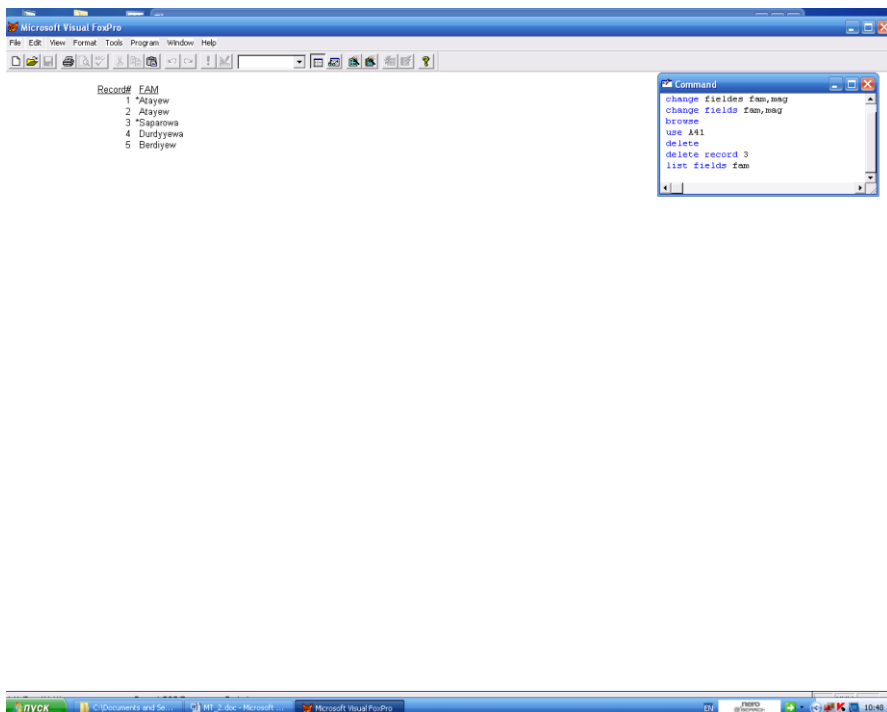 Microsoft Visual FoxPro
File Edit View Format Tools Program Window Help
Record# FAM
1 *Atayew
2 Atayew
3 *Saparowa
4 Durdyyewa
5 Berdiyew
Command
change fieldes fam,mag
change fields fam,mag
browse
use A41
delete
delete record 3
list fields fam
пуск C:\Documents and Se... MT_2.doc - Microsoft ... Microsoft Visual FoxPro EN nero 10:48